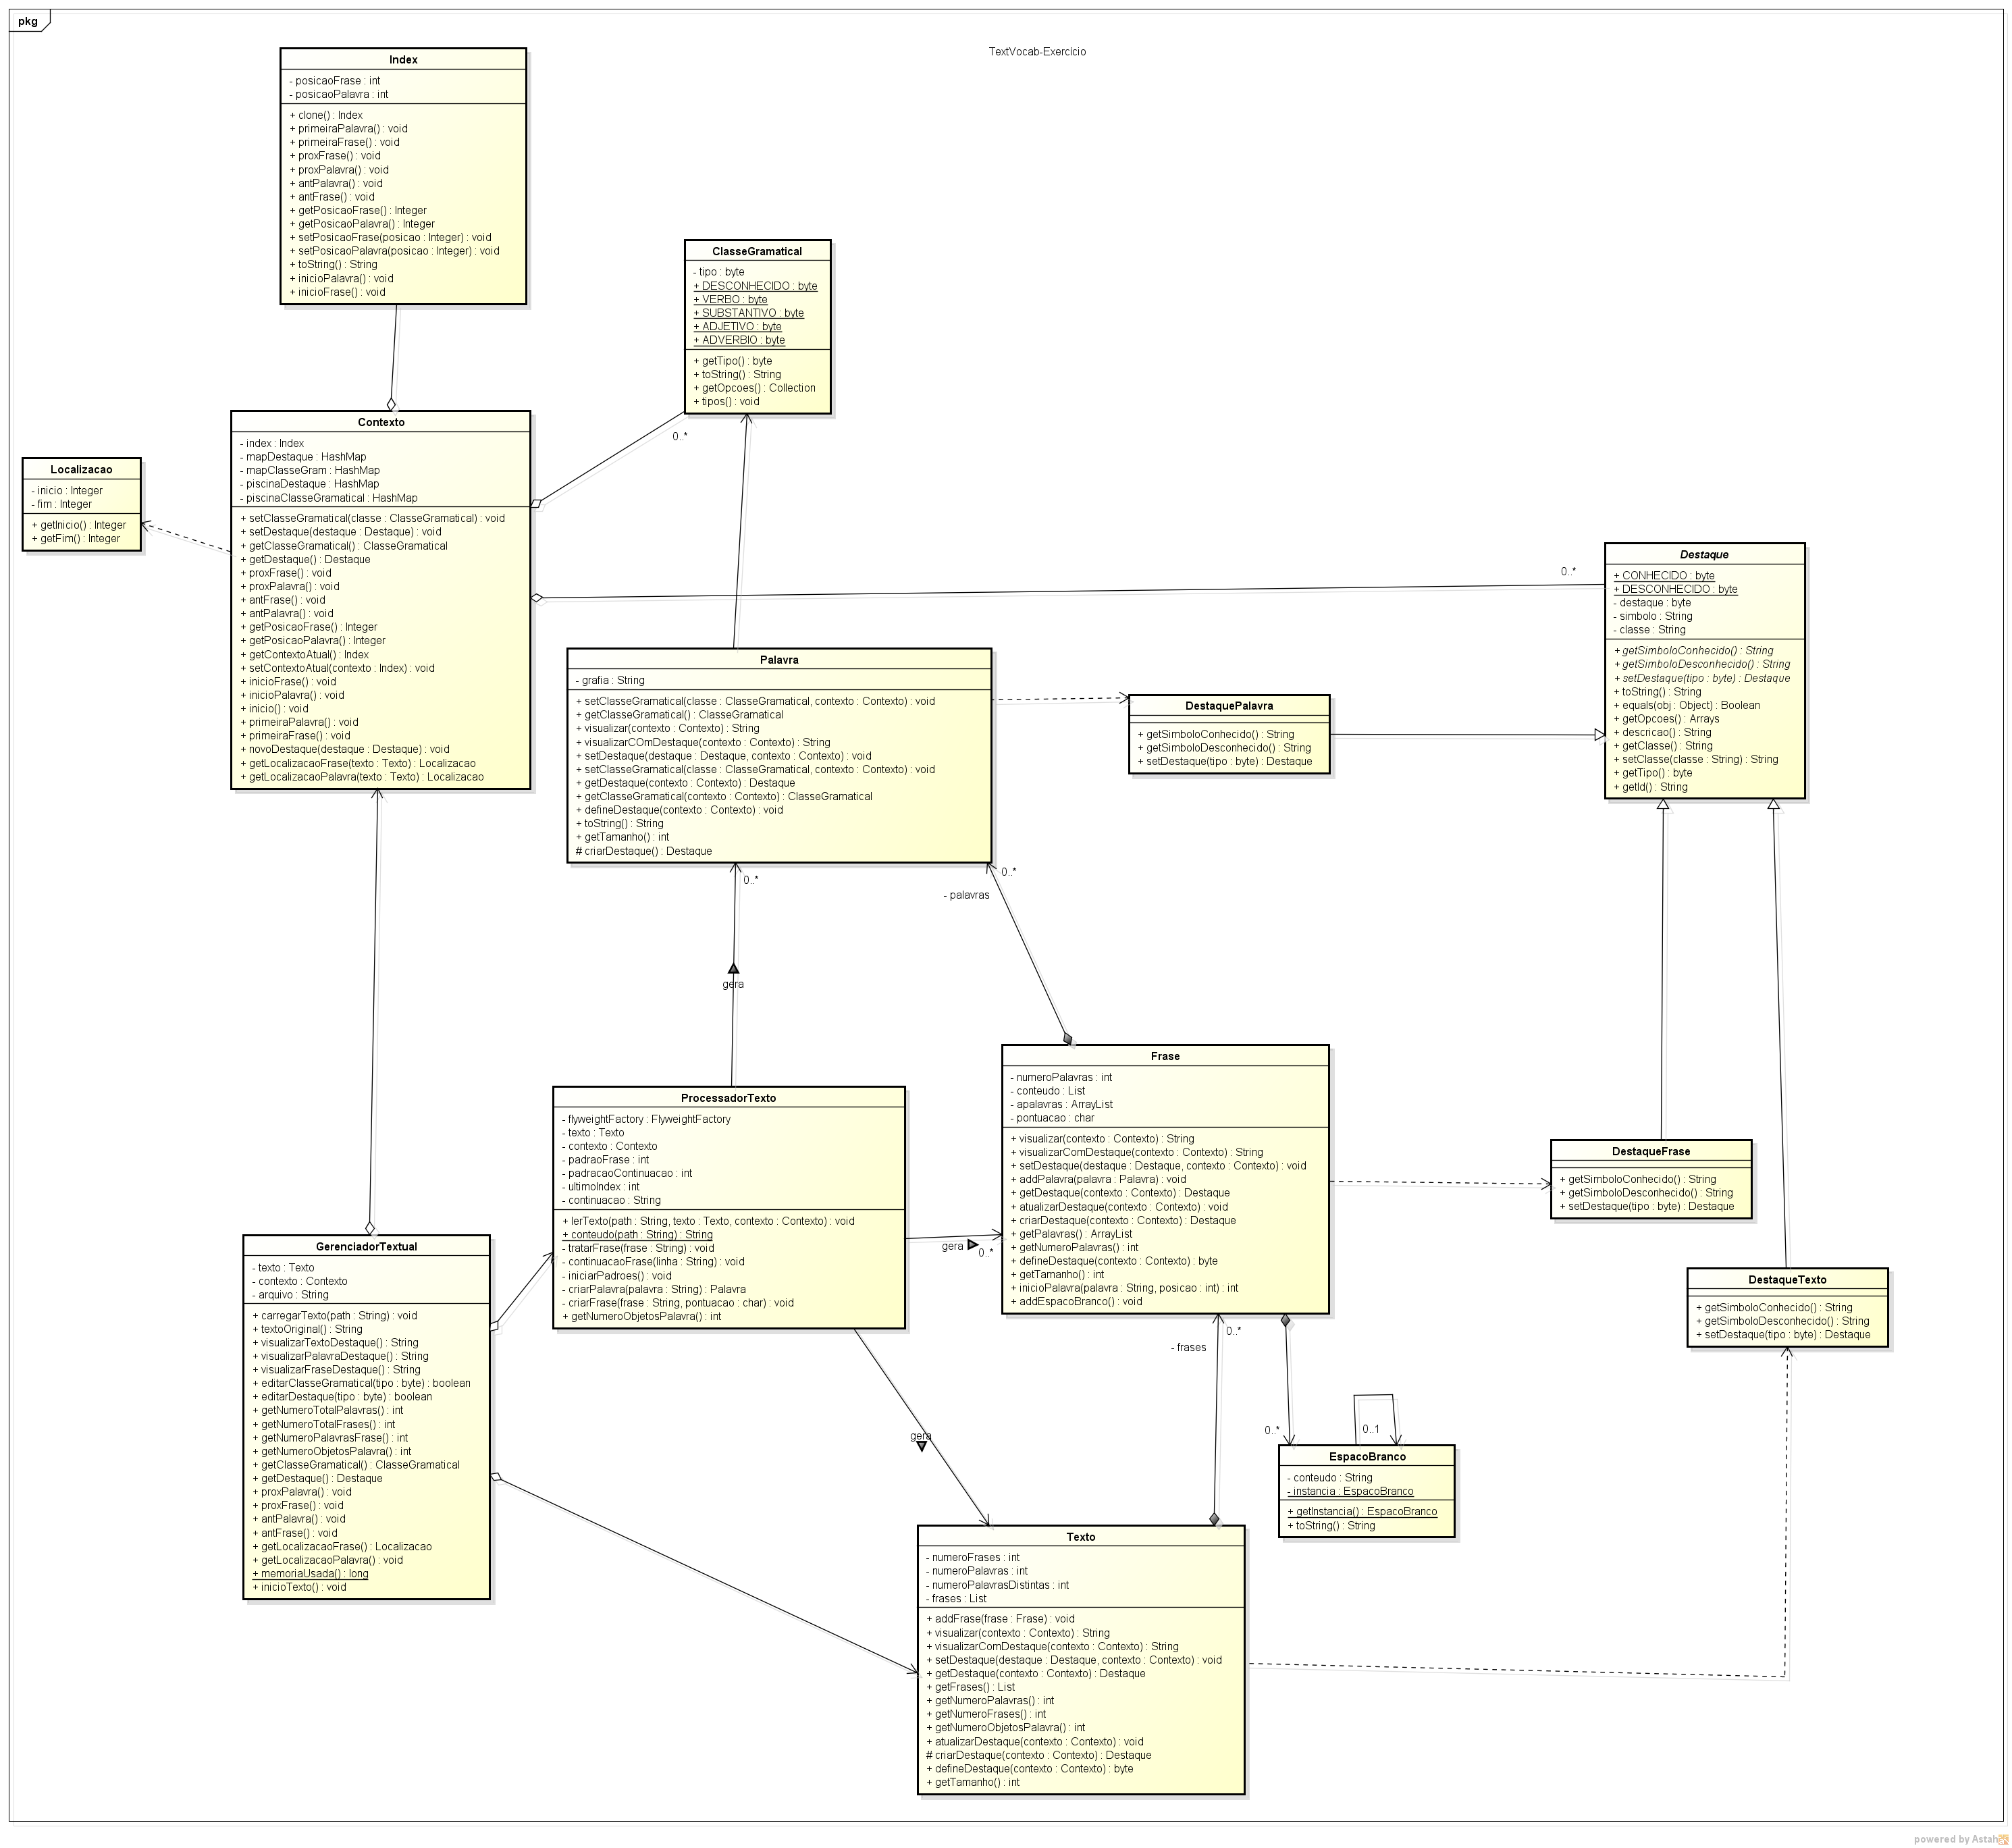 pkg
TextVocab-Exercício
Index
- posicaoFrase : int
- posicaoPalavra : int
+ clone() : Index
+ primeiraPalavra() : void
+ primeiraFrase() : void
+ proxFrase() : void
+ proxPalavra() : void
+ antPalavra() : void
+ antFrase() : void
+ getPosicaoFrase() : Integer
+ getPosicaoPalavra() : Integer
+ setPosicaoFrase(posicao : Integer) : void
+ setPosicaoPalavra(posicao : Integer) : void
+ toString() : String
+ inicioPalavra() : void
+ inicioFrase() : void
ClasseGramatical
- tipo : byte
+ DESCONHECIDO : byte
+ VERBO : byte
+ SUBSTANTIVO : byte
+ ADJETIVO : byte
+ ADVERBIO : byte
+ getTipo() : byte
+ toString() : String
+ getOpcoes() : Collection
+ tipos() : void
0..*
Contexto
- index : Index
- mapDestaque : HashMap
- mapClasseGram : HashMap
- piscinaDestaque : HashMap
- piscinaClasseGramatical : HashMap
+ setClasseGramatical(classe : ClasseGramatical) : void
+ setDestaque(destaque : Destaque) : void
+ getClasseGramatical() : ClasseGramatical
+ getDestaque() : Destaque
+ proxFrase() : void
+ proxPalavra() : void
+ antFrase() : void
+ antPalavra() : void
+ getPosicaoFrase() : Integer
+ getPosicaoPalavra() : Integer
+ getContextoAtual() : Index
+ setContextoAtual(contexto : Index) : void
+ inicioFrase() : void
+ inicioPalavra() : void
+ inicio() : void
+ primeiraPalavra() : void
+ primeiraFrase() : void
+ novoDestaque(destaque : Destaque) : void
+ getLocalizacaoFrase(texto : Texto) : Localizacao
+ getLocalizacaoPalavra(texto : Texto) : Localizacao
Localizacao
- inicio : Integer
- fim : Integer
+ getInicio() : Integer
+ getFim() : Integer
0..*
Destaque
+ CONHECIDO : byte
+ DESCONHECIDO : byte
- destaque : byte
- simbolo : String
- classe : String
+ getSimboloConhecido() : String
+ getSimboloDesconhecido() : String
+ setDestaque(tipo : byte) : Destaque
+ toString() : String
+ equals(obj : Object) : Boolean
+ getOpcoes() : Arrays
+ descricao() : String
+ getClasse() : String
+ setClasse(classe : String) : String
+ getTipo() : byte
+ getId() : String
Palavra
- grafia : String
+ setClasseGramatical(classe : ClasseGramatical, contexto : Contexto) : void
+ getClasseGramatical() : ClasseGramatical
+ visualizar(contexto : Contexto) : String
+ visualizarCOmDestaque(contexto : Contexto) : String
+ setDestaque(destaque : Destaque, contexto : Contexto) : void
+ setClasseGramatical(classe : ClasseGramatical, contexto : Contexto) : void
+ getDestaque(contexto : Contexto) : Destaque
+ getClasseGramatical(contexto : Contexto) : ClasseGramatical
+ defineDestaque(contexto : Contexto) : void
+ toString() : String
+ getTamanho() : int
# criarDestaque() : Destaque
DestaquePalavra
+ getSimboloConhecido() : String
+ getSimboloDesconhecido() : String
+ setDestaque(tipo : byte) : Destaque
0..*
0..*
- palavras
gera
Frase
- numeroPalavras : int
- conteudo : List
- apalavras : ArrayList
- pontuacao : char
+ visualizar(contexto : Contexto) : String
+ visualizarComDestaque(contexto : Contexto) : String
+ setDestaque(destaque : Destaque, contexto : Contexto) : void
+ addPalavra(palavra : Palavra) : void
+ getDestaque(contexto : Contexto) : Destaque
+ atualizarDestaque(contexto : Contexto) : void
+ criarDestaque(contexto : Contexto) : Destaque
+ getPalavras() : ArrayList
+ getNumeroPalavras() : int
+ defineDestaque(contexto : Contexto) : byte
+ getTamanho() : int
+ inicioPalavra(palavra : String, posicao : int) : int
+ addEspacoBranco() : void
ProcessadorTexto
- flyweightFactory : FlyweightFactory
- texto : Texto
- contexto : Contexto
- padraoFrase : int
- padracaoContinuacao : int
- ultimoIndex : int
- continuacao : String
+ lerTexto(path : String, texto : Texto, contexto : Contexto) : void
+ conteudo(path : String) : String
- tratarFrase(frase : String) : void
- continuacaoFrase(linha : String) : void
- iniciarPadroes() : void
- criarPalavra(palavra : String) : Palavra
- criarFrase(frase : String, pontuacao : char) : void
+ getNumeroObjetosPalavra() : int
gera
0..*
DestaqueFrase
+ getSimboloConhecido() : String
+ getSimboloDesconhecido() : String
+ setDestaque(tipo : byte) : Destaque
GerenciadorTextual
- texto : Texto
- contexto : Contexto
- arquivo : String
+ carregarTexto(path : String) : void
+ textoOriginal() : String
+ visualizarTextoDestaque() : String
+ visualizarPalavraDestaque() : String
+ visualizarFraseDestaque() : String
+ editarClasseGramatical(tipo : byte) : boolean
+ editarDestaque(tipo : byte) : boolean
+ getNumeroTotalPalavras() : int
+ getNumeroTotalFrases() : int
+ getNumeroPalavrasFrase() : int
+ getNumeroObjetosPalavra() : int
+ getClasseGramatical() : ClasseGramatical
+ getDestaque() : Destaque
+ proxPalavra() : void
+ proxFrase() : void
+ antPalavra() : void
+ antFrase() : void
+ getLocalizacaoFrase() : Localizacao
+ getLocalizacaoPalavra() : void
+ memoriaUsada() : long
+ inicioTexto() : void
DestaqueTexto
+ getSimboloConhecido() : String
+ getSimboloDesconhecido() : String
+ setDestaque(tipo : byte) : Destaque
0..*
- frases
gera
0..*
0..1
EspacoBranco
- conteudo : String
- instancia : EspacoBranco
+ getInstancia() : EspacoBranco
+ toString() : String
Texto
- numeroFrases : int
- numeroPalavras : int
- numeroPalavrasDistintas : int
- frases : List
+ addFrase(frase : Frase) : void
+ visualizar(contexto : Contexto) : String
+ visualizarComDestaque(contexto : Contexto) : String
+ setDestaque(destaque : Destaque, contexto : Contexto) : void
+ getDestaque(contexto : Contexto) : Destaque
+ getFrases() : List
+ getNumeroPalavras() : int
+ getNumeroFrases() : int
+ getNumeroObjetosPalavra() : int
+ atualizarDestaque(contexto : Contexto) : void
# criarDestaque(contexto : Contexto) : Destaque
+ defineDestaque(contexto : Contexto) : byte
+ getTamanho() : int
powered by Astah